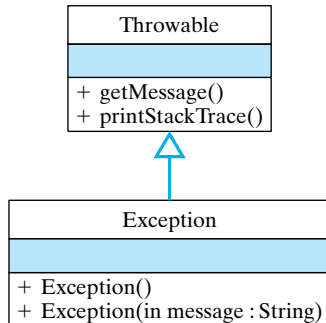 Throwable
+ getMessage()
+ printStackTrace()
Exception
+ Exception()
+ Exception(in message : String)